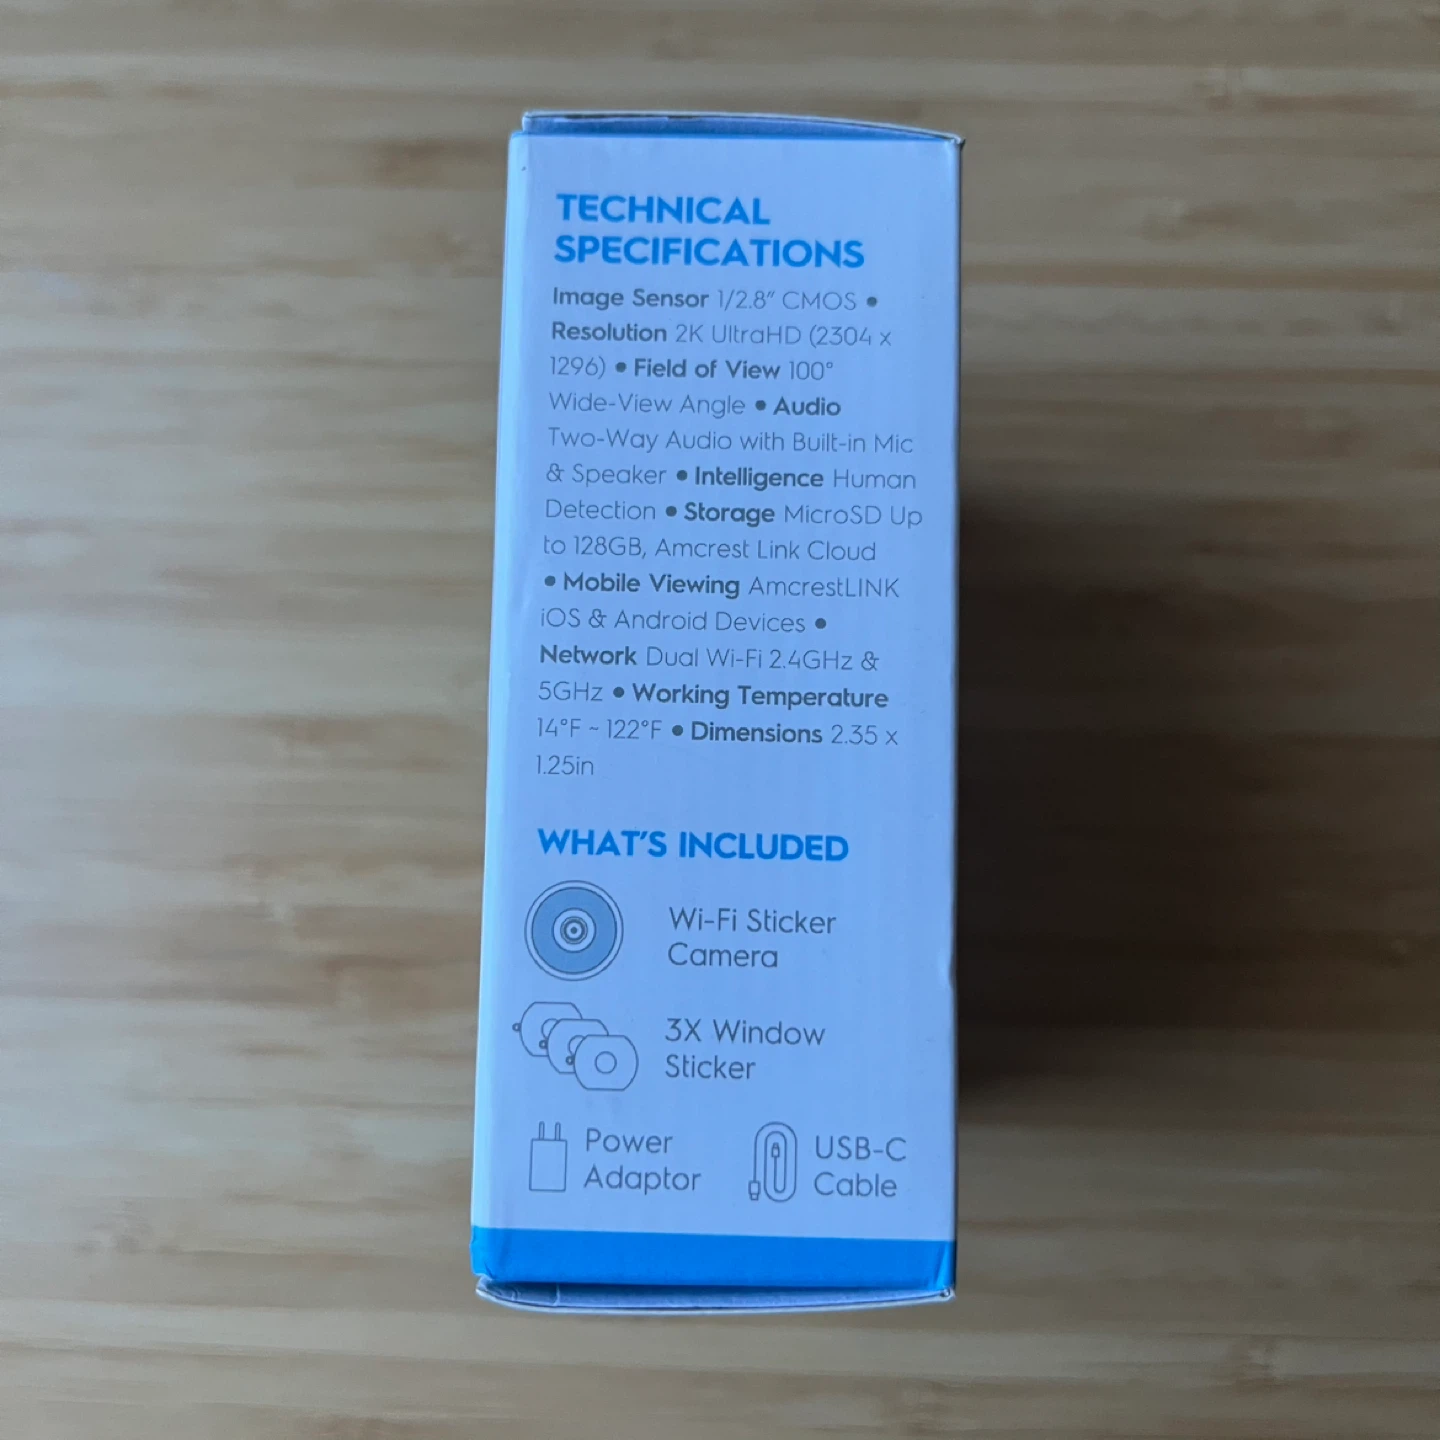 TECHNICAL
SPECIFICATIONS
Image Sensor 1/2.8" CMOS •
Resolution 2K UltraHD (2304 x
1296) • Field of View 100°
Wide-View Angle • Audio
Two-Way Audio with Built-in Mic
& Speaker • Intelligence Human
Detection • Storage MicroSD Up
to 128GB, Amcrest Link Cloud
• Mobile Viewing AmcrestLINK
iOS & Android Devices •
Network Dual Wi-Fi 2.4GHz &
5GHz • Working Temperature
14°F ~ 122°F • Dimensions 2.35 x
1.25in
WHAT'S INCLUDED
Wi-Fi Sticker
Camera
3X Window
Sticker
Power
Adaptor
USB-C
Cable